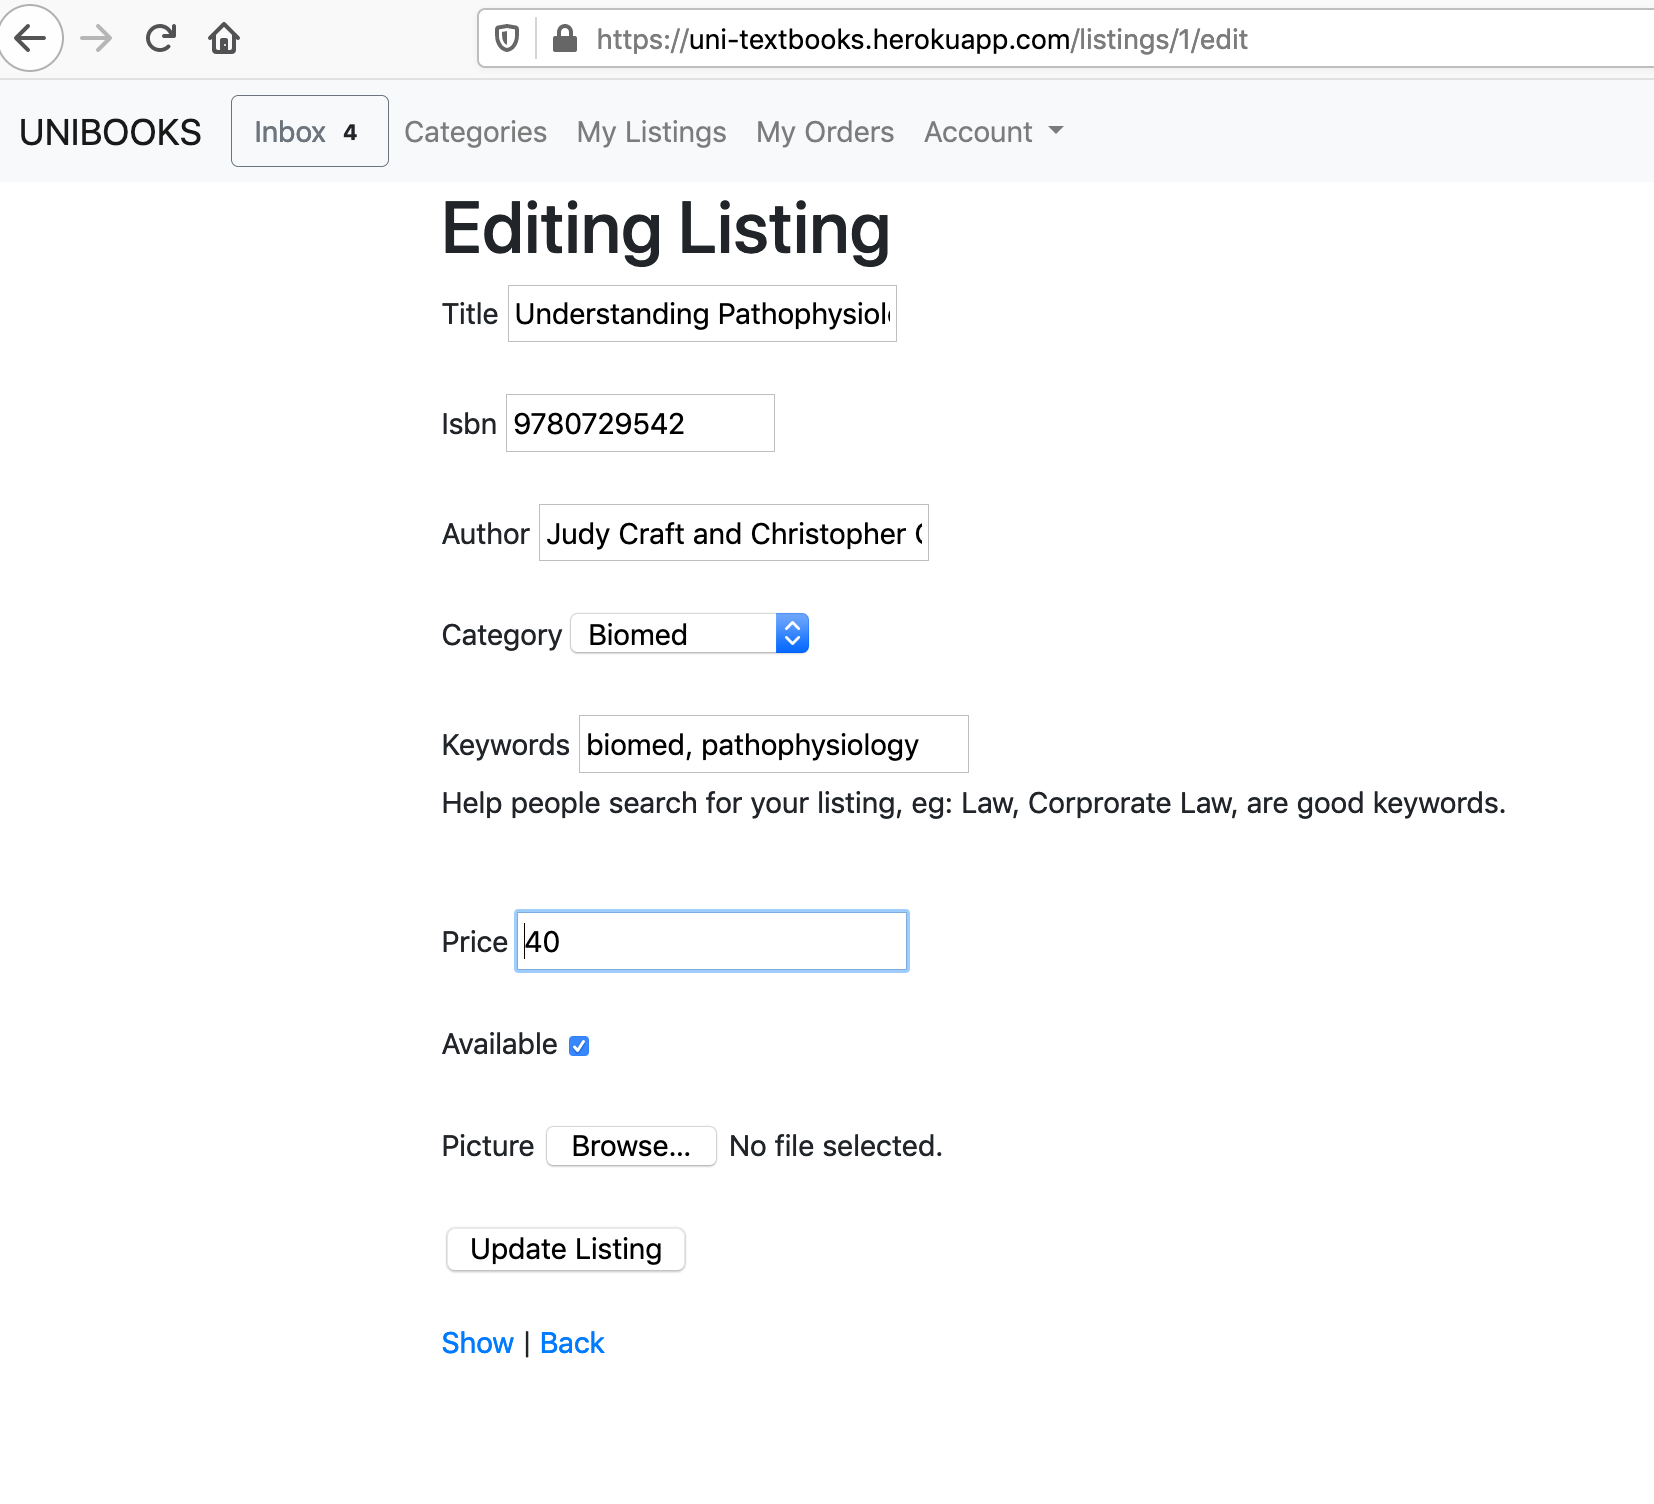 https://uni-textbooks.herokuapp.com/listings/1/edit
UNIBOOKS Inbox 4 Categories My Listings My Orders Account
Editing Listing
Title Understanding
Isbn 9780729542
Author Judy Craft and Christopher
Category Biomed
Keywords biomed, pathophysiology
Help people search for your listing, eg: Law, Corprorate Law, are good keywords.
Price 40
Available
Picture Browse... No file selected.
Update Listing
Show | Back